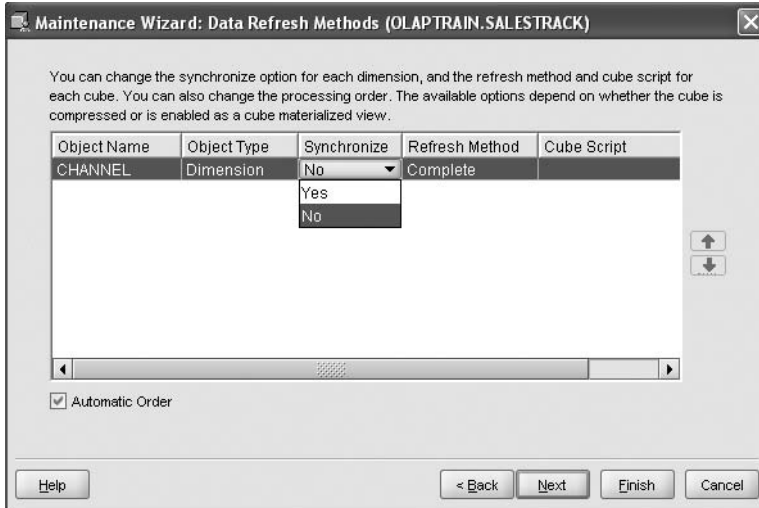 Maintenance Wizard: Data Refresh Methods (OLAPTRAIN.SALESTRACK)
You can change the synchronize option for each dimension, and the refresh method and cube script for
each cube. You can also change the processing order. The available options depend on whether the cube is
compressed or is enabled as a cube materialized view.
Object Name Object Type Synchronize Refresh Method Cube Script
CHANNEL Dimension No Complete
Yes
No
Automatic Order
Help < Back Next Finish Cancel